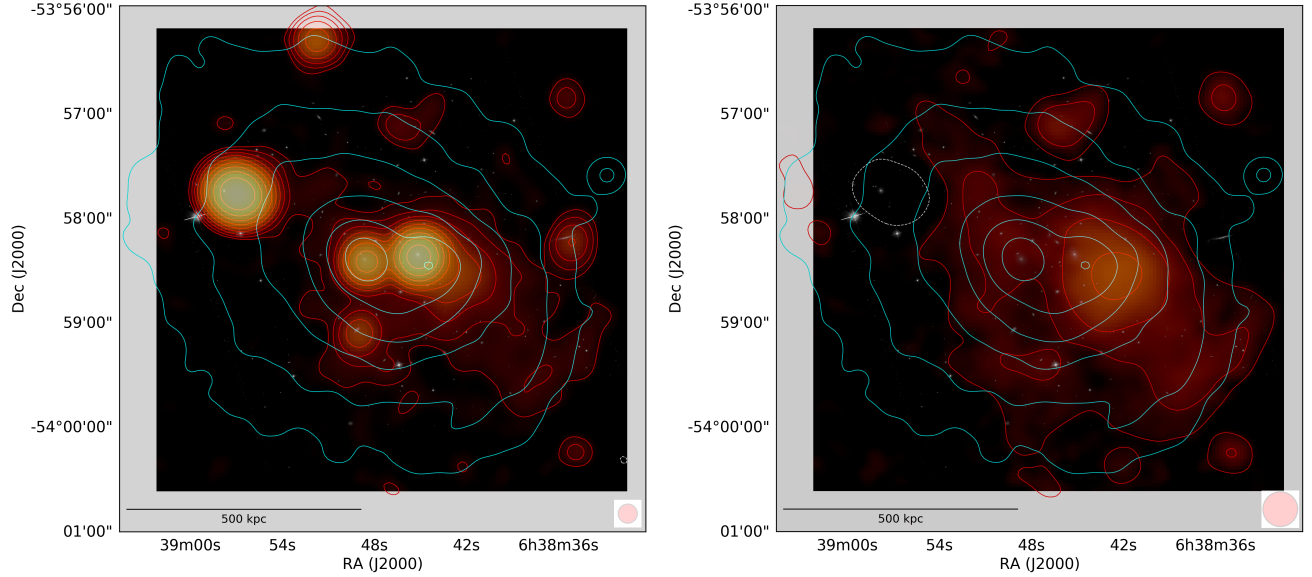 -53°56'00"
57'00"
58'00"
59'00"
-54°00'00"
01'00"
Dec (J2000)
500 kpc
39m00s 54s 48s 42s 6h38m36s
RA (J2000)
-53°56'00"
57'00"
58'00"
59'00"
-54°00'00"
01'00"
Dec (J2000)
500 kpc
39m00s 54s 48s 42s 6h38m36s
RA (J2000)